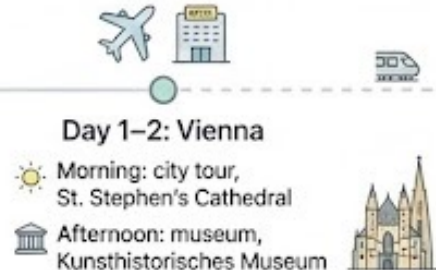 Day 1–2: Vienna
Morning: city tour,
St. Stephen's Cathedral
Afternoon: museum,
Kunsthistorisches Museum